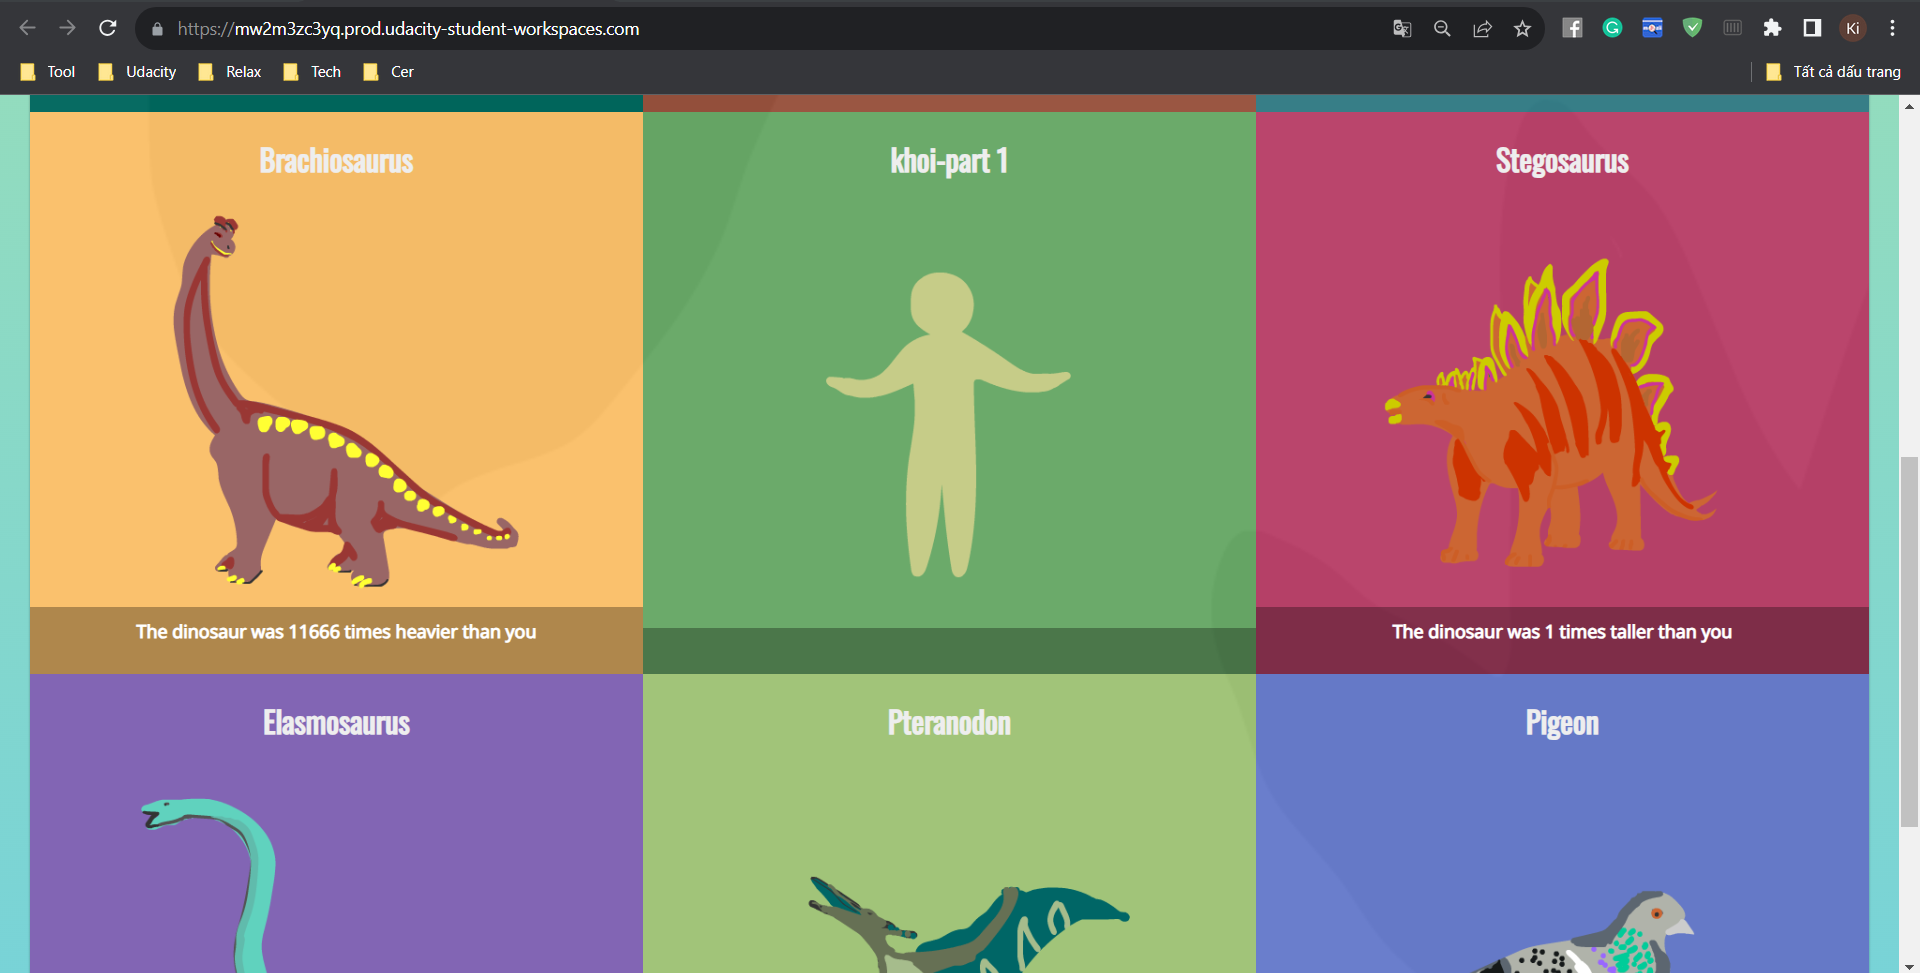 https://mw2m3zc3yq.prod.udacity-student-workspaces.com
Ki
Tool Udacity Relax Tech Cer Tất cả dấu trang
Brachiosaurus
khoi-part 1
Stegosaurus
The dinosaur was 11666 times heavier than you
The dinosaur was 1 times taller than you
Elasmosaurus
Pteranodon
Pigeon